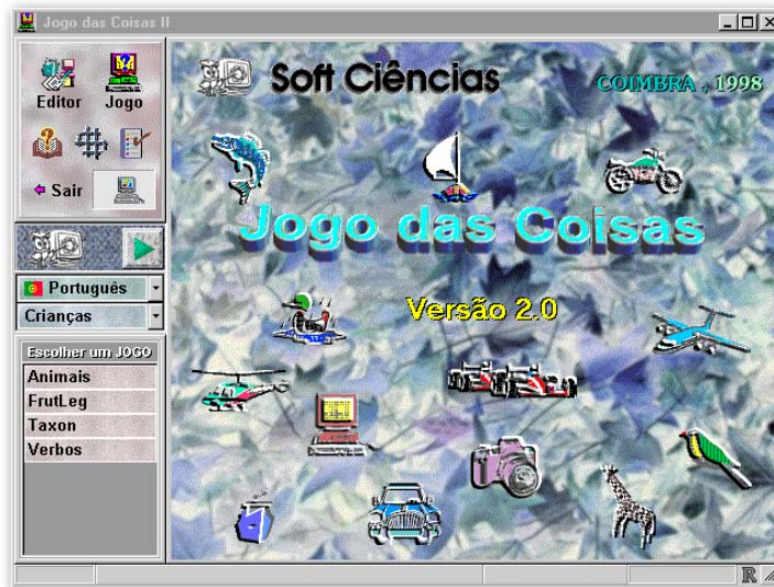 Jogo das Coisas II
Editor Jogo
Sair
Português
Crianças
Escolher um JOGO
Animais
FrutLeg
Taxon
Verbos
Soft Ciências
COIMBRA , 1998
Jogo das Coisas
Versão 2.0
R